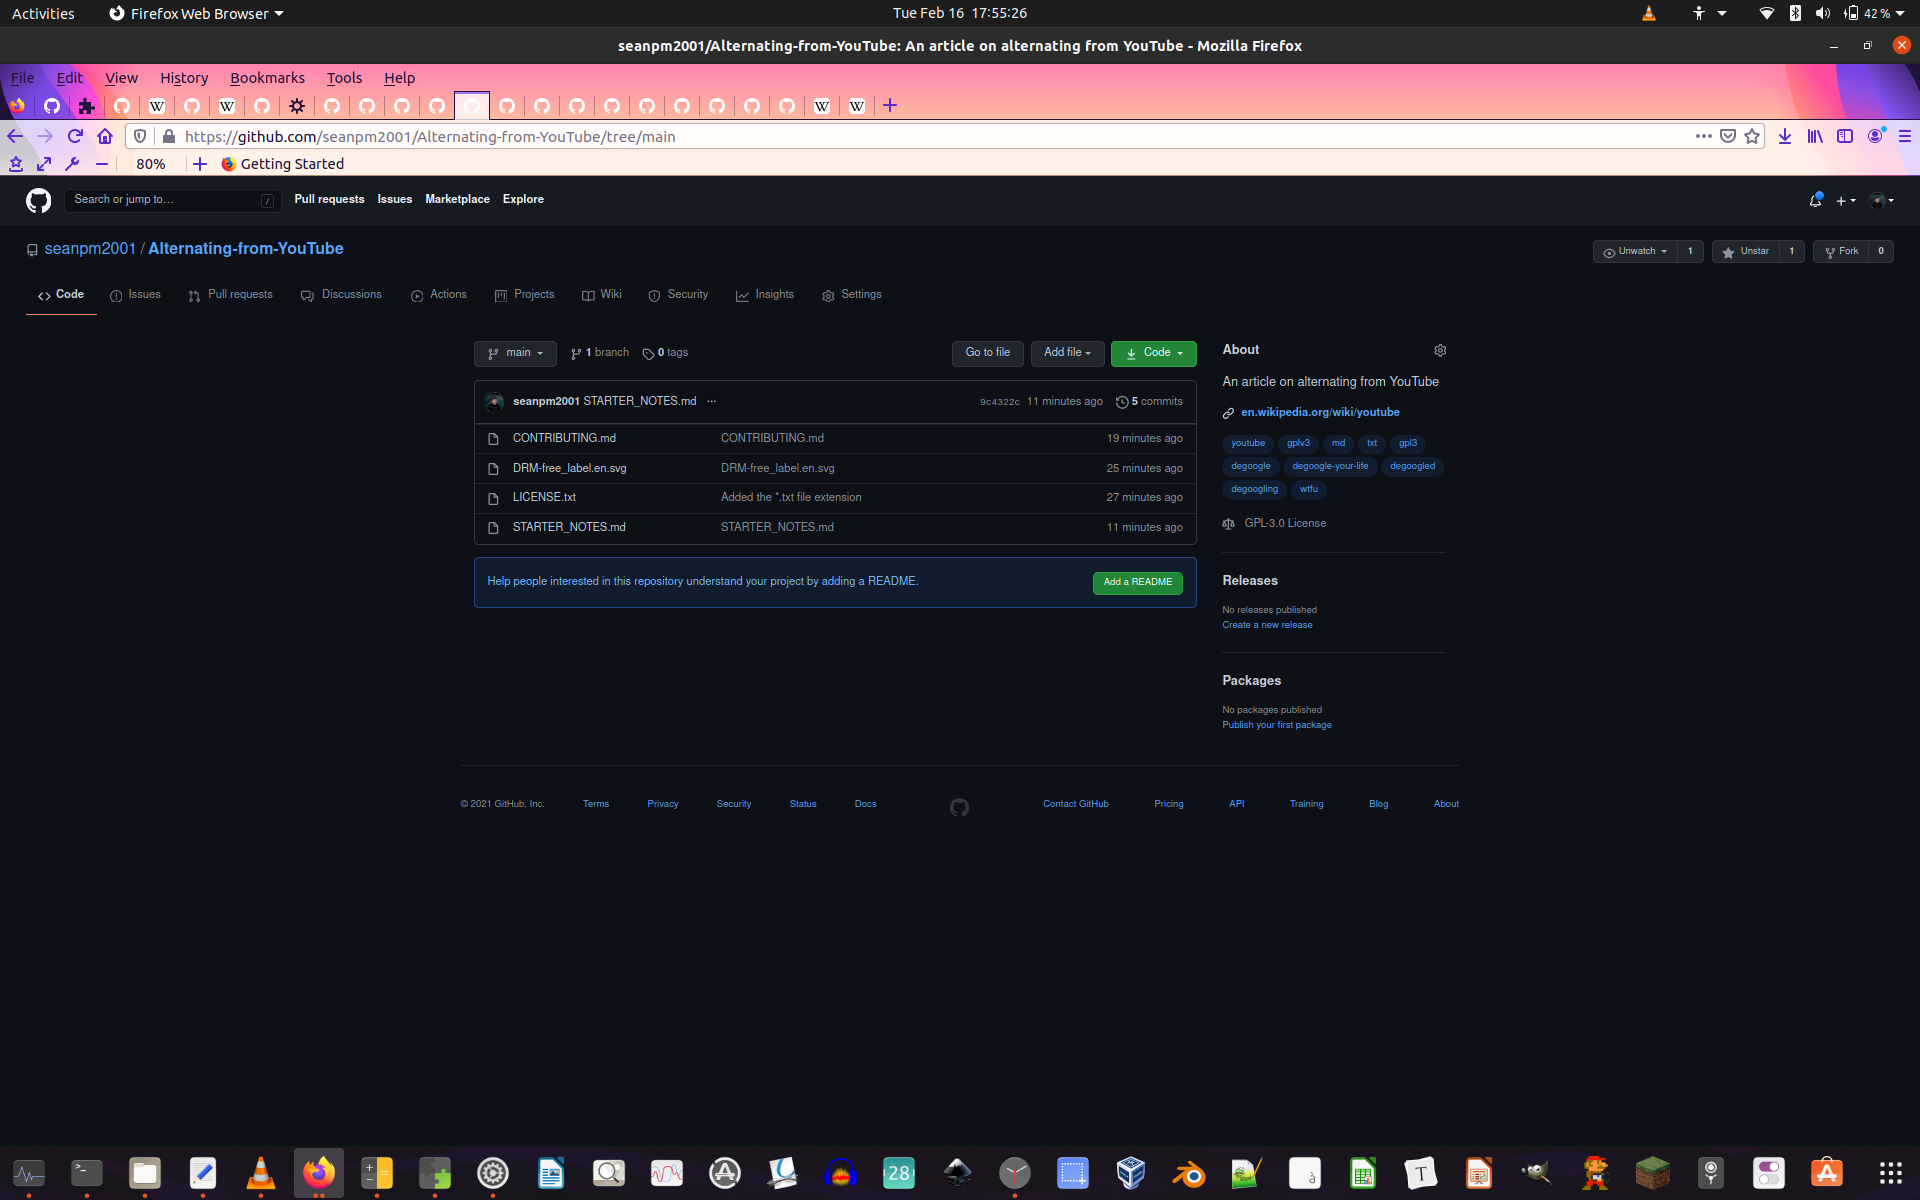 Activities Firefox Web Browser Tue Feb 16 17:55:26 42 %
seanpm2001/Alternating-from-YouTube: An article on alternating from YouTube - Mozilla Firefox
File Edit View History Bookmarks Tools Help
https://github.com/seanpm2001/Alternating-from-YouTube/tree/main
80% Getting Started
Search or jump to… / Pull requests Issues Marketplace Explore
seanpm2001 / Alternating-from-YouTube Unwatch 1 Unstar 1 Fork 0
Code Issues Pull requests Discussions Actions Projects Wiki Security Insights Settings
main 1 branch 0 tags Go to file Add file Code
seanpm2001 STARTER_NOTES.md ... 9c4322c 11 minutes ago 5 commits
CONTRIBUTING.md CONTRIBUTING.md 19 minutes ago
DRM-free_label.en.svg DRM-free_label.en.svg 25 minutes ago
LICENSE.txt Added the *.txt file extension 27 minutes ago
STARTER_NOTES.md STARTER_NOTES.md 11 minutes ago
Help people interested in this repository understand your project by adding a README. Add a README
About
An article on alternating from YouTube
en.wikipedia.org/wiki/youtube
youtube gplv3 md txt gpl3
degoogle degoogle-your-life degoogled
degoogling wtfu
GPL-3.0 License
Releases
No releases published
Create a new release
Packages
No packages published
Publish your first package
© 2021 GitHub, Inc. Terms Privacy Security Status Docs Contact GitHub Pricing API Training Blog About
28